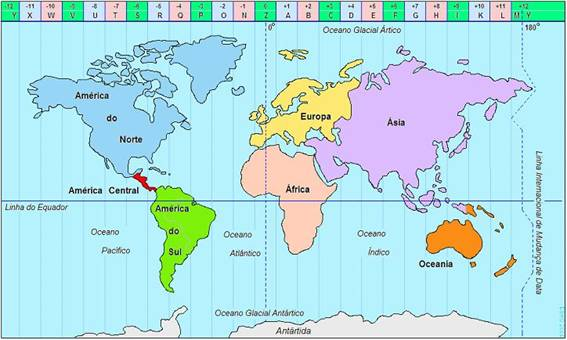 -12 -11 -10 -9 -8 -7 -6 -5 -4 -3 -2 -1 0 +1 +2 +3 +4 +5 +6 +7 +8 +9 +10 +11 +12
Y X W V U T S R Q P O N Z A B C D E F G H I K L M Y
0° Oceano Glacial Ártico 180°
América
do
Norte
Europa
Ásia
América Central
África
Linha do Equador
América
do
Sul
Oceano
Pacifico
Oceano
Atlântico
Oceano
Índico
Oceania
Linha Internacional de Mudança de Data
Oceano Glacial Antártico
Antártida